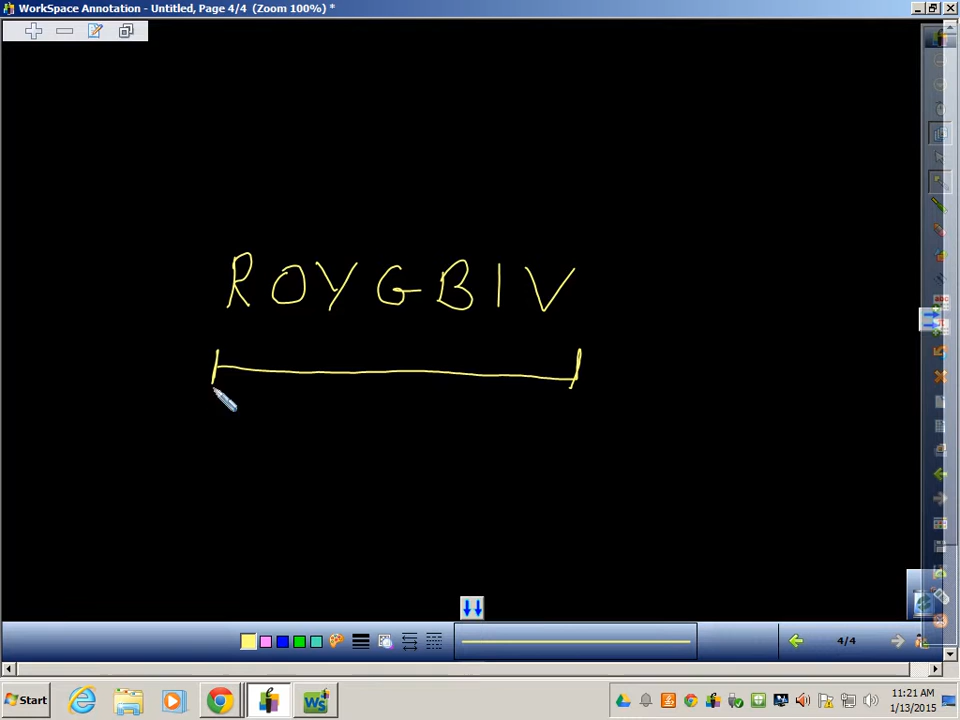 WorkSpace Annotation - Untitled, Page 4/4 (Zoom 100%) *
ROYGBIV
4/4
Start
11:21 AM
1/13/2015